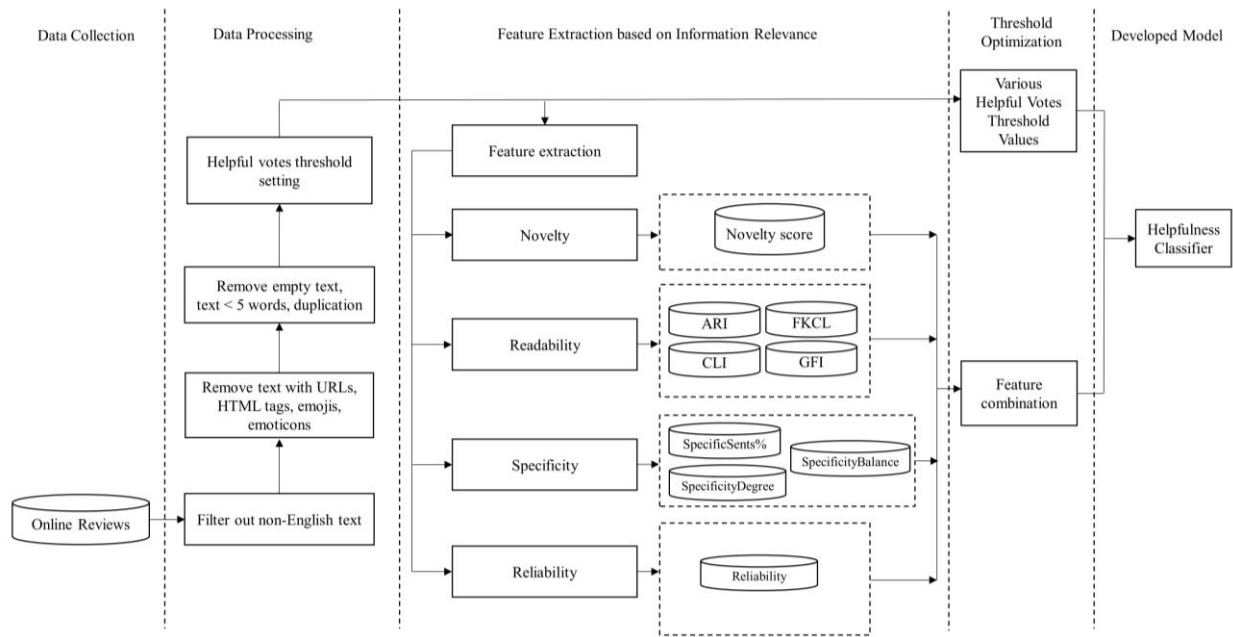 Data Collection
Data Processing
Feature Extraction based on Information Relevance
Threshold
Optimization
Developed Model
Various
Helpful Votes
Threshold
Values
Helpful votes threshold
setting
Feature extraction
Novelty
Novelty score
Helpfulness
Classifier
Remove empty text,
text < 5 words, duplication
Readability
ARI
FKCL
CLI
GFI
Remove text with URLs,
HTML tags, emojis,
emoticons
Feature
combination
Specificity
SpecificSents%
SpecificityBalance
SpecificityDegree
Online Reviews
Filter out non-English text
Reliability
Reliability